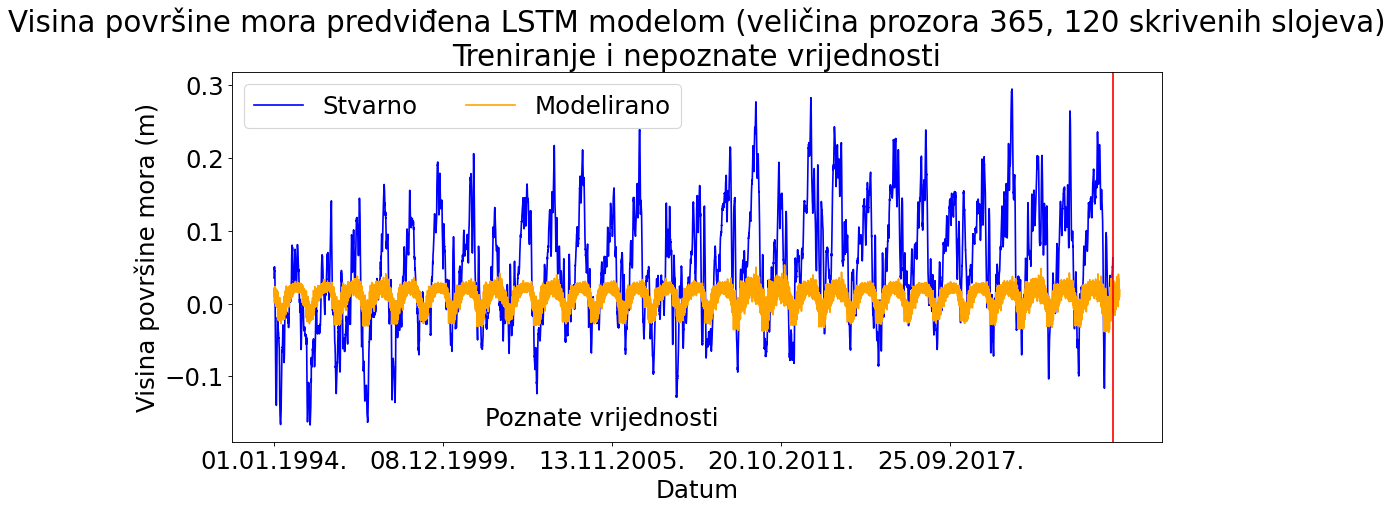 Visina površine mora predviđena LSTM modelom (veličina prozora 365, 120 skrivenih slojeva)
Treniranje i nepoznate vrijednosti
Stvarno Modelirano
Visina površine mora (m)
0.3
0.2
0.1
0.0
−0.1
Poznate vrijednosti
01.01.1994. 08.12.1999. 13.11.2005. 20.10.2011. 25.09.2017.
Datum